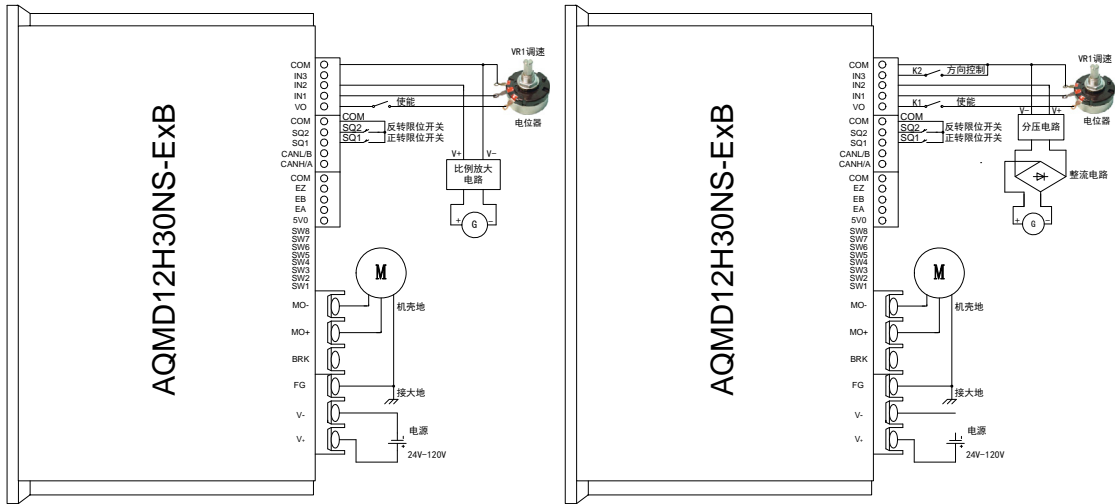 AQMD12H30NS-ExB
COM
IN3
IN2
IN1
VO
使能
VR1调速
电位器
COM
SQ2
SQ1
CANL/B
CANH/A
COM
SQ2 反转限位开关
SQ1 正转限位开关
V+
V-
比例放大
电路
+ G -
COM
EZ
EB
EA
5V0
SW8
SW7
SW6
SW5
SW4
SW3
SW2
SW1
M
MO-
机壳地
MO+
BRK
FG
接大地
V-
电源
V+
24V-120V
AQMD12H30NS-ExB
COM
IN3
IN2
IN1
VO
K2 方向控制
K1 使能
VR1调速
电位器
COM
SQ2
SQ1
CANL/B
CANH/A
COM
SQ2 反转限位开关
SQ1 正转限位开关
V-
V+
分压电路
整流电路
+ G -
COM
EZ
EB
EA
5V0
SW8
SW7
SW6
SW5
SW4
SW3
SW2
SW1
M
MO-
机壳地
MO+
BRK
FG
接大地
V-
电源
V+
24V-120V